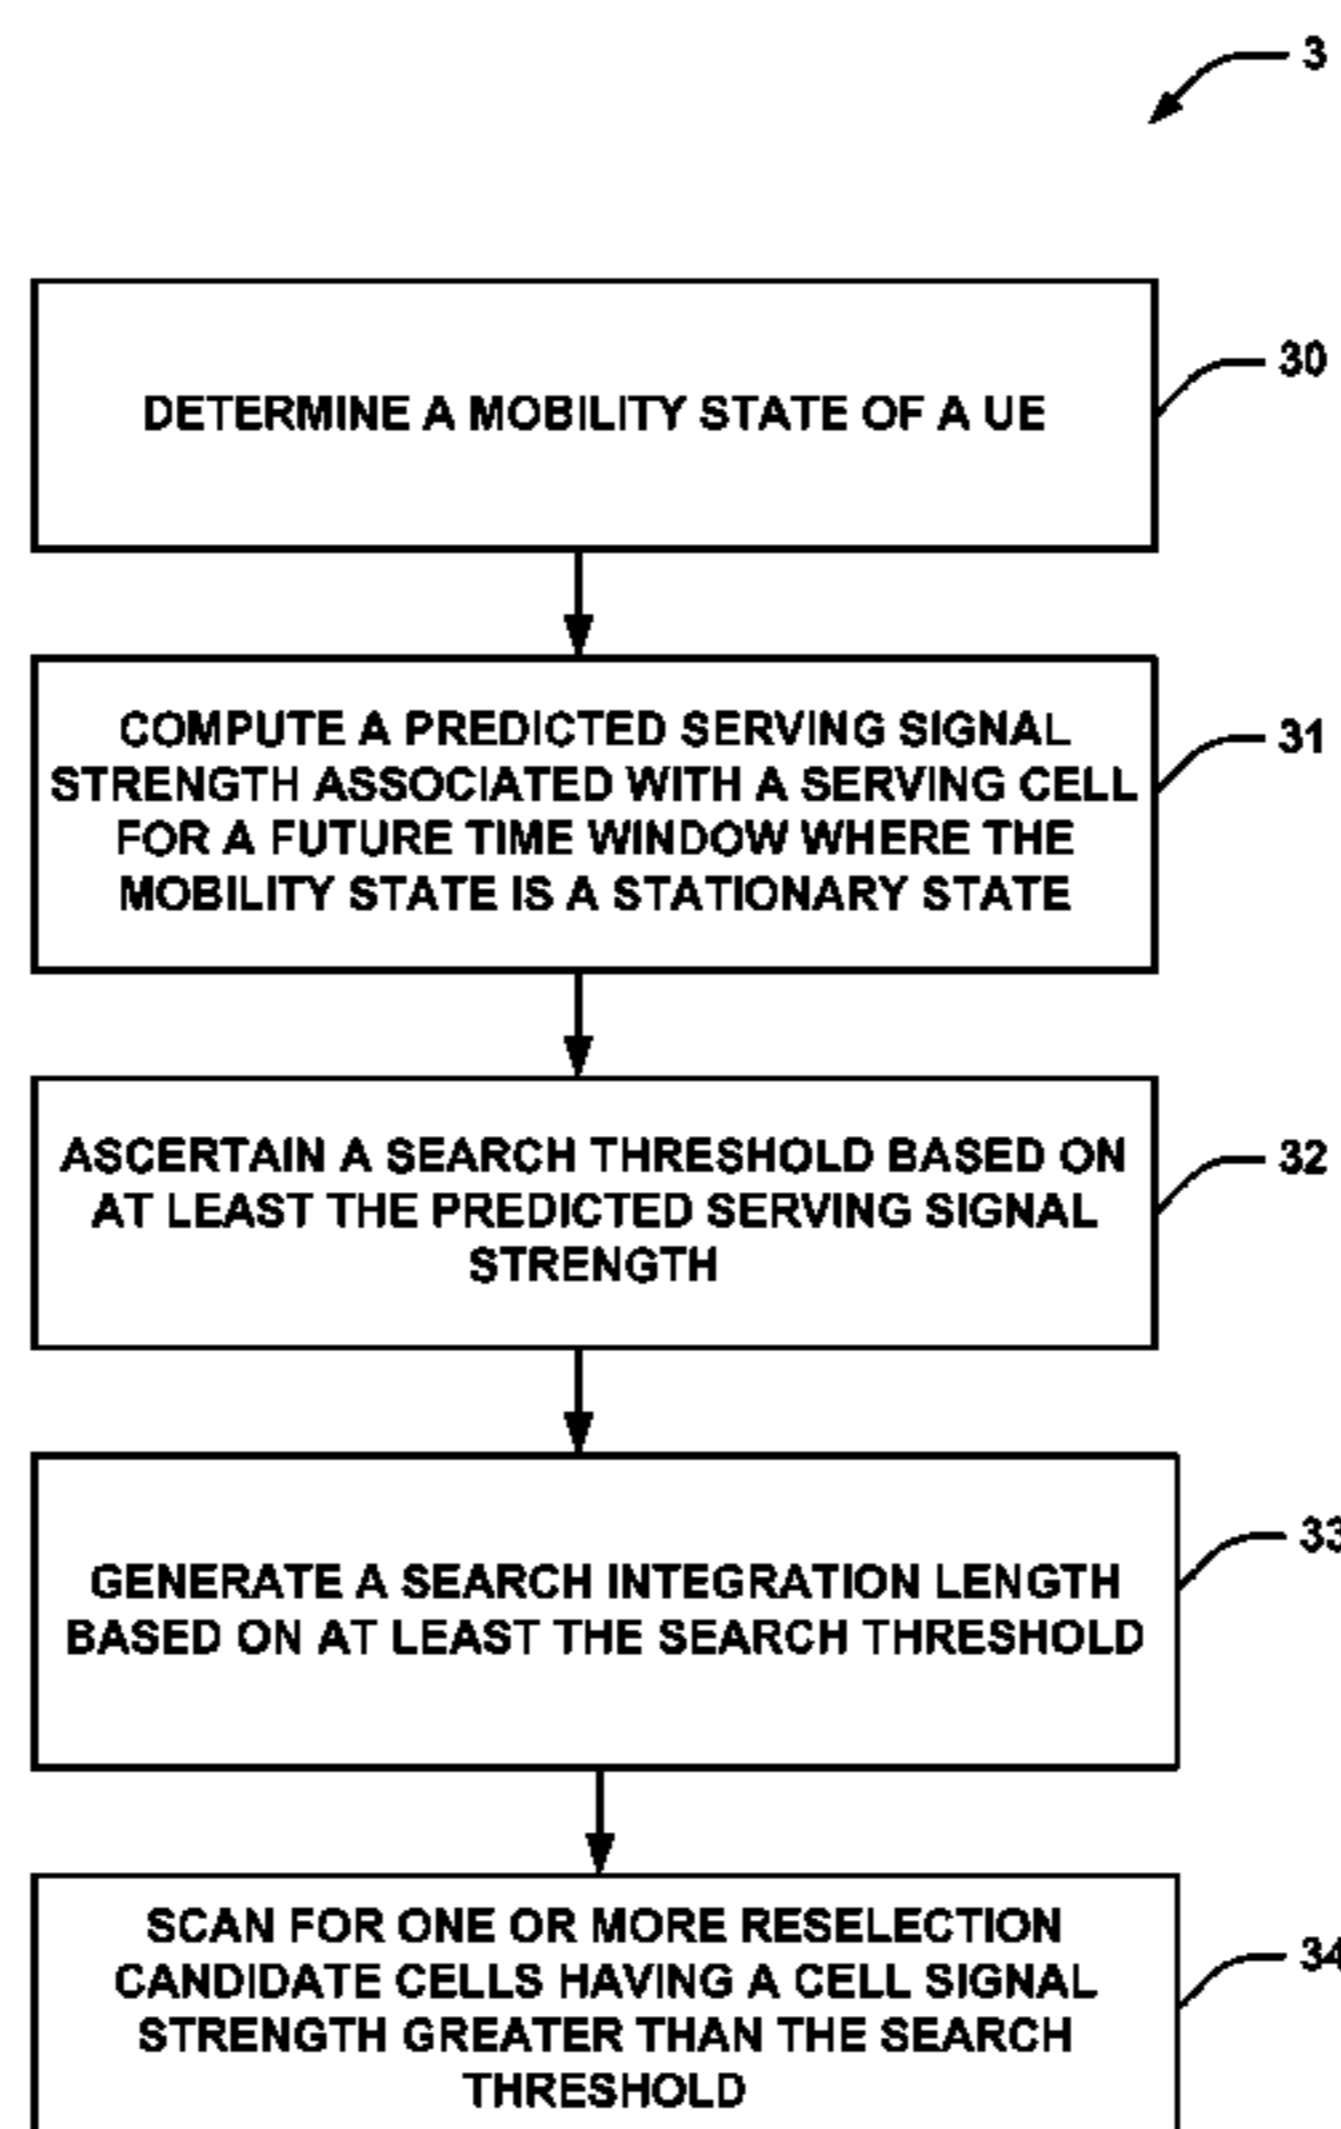 3
DETERMINE A MOBILITY STATE OF A UE
30
COMPUTE A PREDICTED SERVING SIGNAL
STRENGTH ASSOCIATED WITH A SERVING CELL
FOR A FUTURE TIME WINDOW WHERE THE
MOBILITY STATE IS A STATIONARY STATE
31
ASCERTAIN A SEARCH THRESHOLD BASED ON
AT LEAST THE PREDICTED SERVING SIGNAL
STRENGTH
32
GENERATE A SEARCH INTEGRATION LENGTH
BASED ON AT LEAST THE SEARCH THRESHOLD
33
SCAN FOR ONE OR MORE RESELECTION
CANDIDATE CELLS HAVING A CELL SIGNAL
STRENGTH GREATER THAN THE SEARCH
THRESHOLD
34